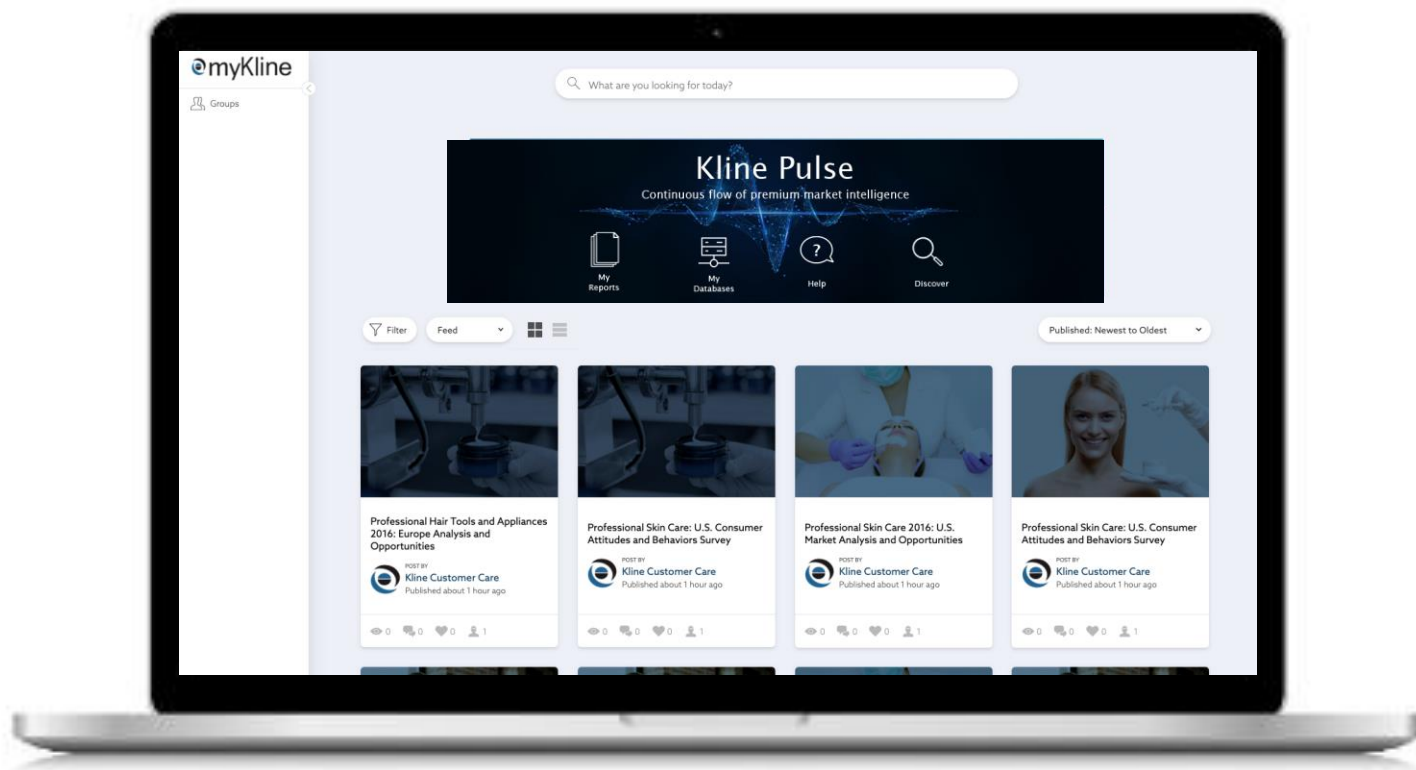 myKline
Groups
What are you looking for today?
Kline Pulse
Continuous flow of premium market intelligence
My
Reports
My
Databases
?
Help
Discover
Filter
Feed
Published: Newest to Oldest
Professional Hair Tools and Appliances
2016: Europe Analysis and
Opportunities
POST BY
Kline Customer Care
Published about 1 hour ago
0 0 0 1
Professional Skin Care: U.S. Consumer
Attitudes and Behaviors Survey
POST BY
Kline Customer Care
Published about 1 hour ago
0 0 0 1
Professional Skin Care 2016: U.S.
Market Analysis and Opportunities
POST BY
Kline Customer Care
Published about 1 hour ago
0 0 0 1
Professional Skin Care: U.S. Consumer
Attitudes and Behaviors Survey
POST BY
Kline Customer Care
Published about 1 hour ago
0 0 0 1